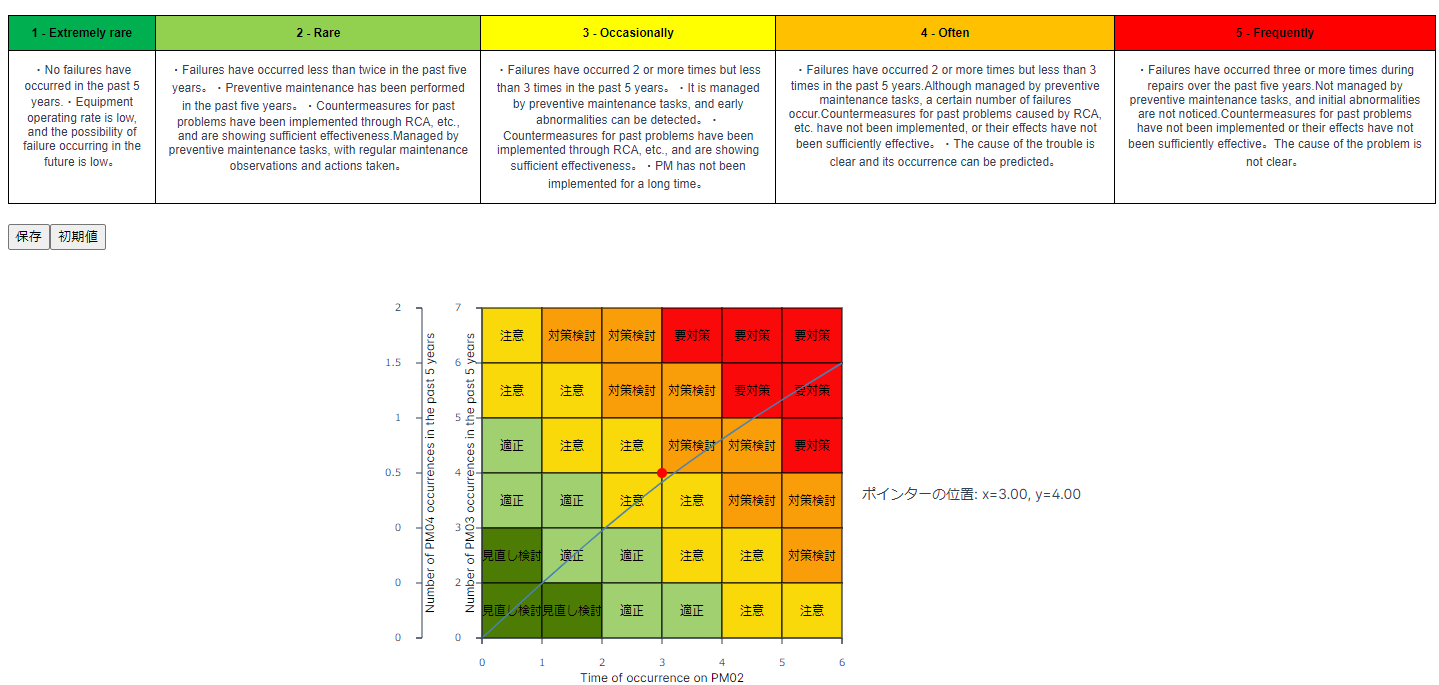 1 - Extremely rare
2 - Rare
3 - Occasionally
4 - Often
5 - Frequently
・No failures have
occurred in the past 5
years.・Equipment
operating rate is low,
and the possibility of
failure occurring in the
future is low。
・Failures have occurred less than twice in the past five
years。 ・Preventive maintenance has been performed
in the past five years。 ・Countermeasures for past
problems have been implemented through RCA, etc.,
and are showing sufficient effectiveness.Managed by
preventive maintenance tasks, with regular maintenance
observations and actions taken。
・Failures have occurred 2 or more times but less
than 3 times in the past 5 years。 ・It is managed
by preventive maintenance tasks, and early
abnormalities can be detected。 ・
Countermeasures for past problems have been
implemented through RCA, etc., and are showing
sufficient effectiveness。 ・PM has not been
implemented for a long time。
・Failures have occurred 2 or more times but less than 3
times in the past 5 years.Although managed by preventive
maintenance tasks, a certain number of failures
occur.Countermeasures for past problems caused by RCA,
etc. have not been implemented, or their effects have not
been sufficiently effective。 ・The cause of the trouble is
clear and its occurrence can be predicted。
・Failures have occurred three or more times during
repairs over the past five years.Not managed by
preventive maintenance tasks, and initial abnormalities
are not noticed.Countermeasures for past problems
have not been implemented or their effects have not
been sufficiently effective。The cause of the problem is
not clear。
保存
初期値
2
1.5
1
0.5
0
0
0
Number of PM04 occurrences in the past 5 years
7
6
5
4
3
2
0
Number of PM03 occurrences in the past 5 years
注意 対策検討 対策検討 要対策 要対策 要対策
注意 注意 対策検討 対策検討 要対策 要対策
適正 注意 注意 対策検討 対策検討 要対策
適正 適正 注意 注意 対策検討 対策検討
見直し検討 適正 適正 注意 注意 対策検討
見直し検討 見直し検討 適正 適正 注意 注意
0 1 2 3 4 5 6
Time of occurrence on PM02
ポインターの位置: x=3.00, y=4.00